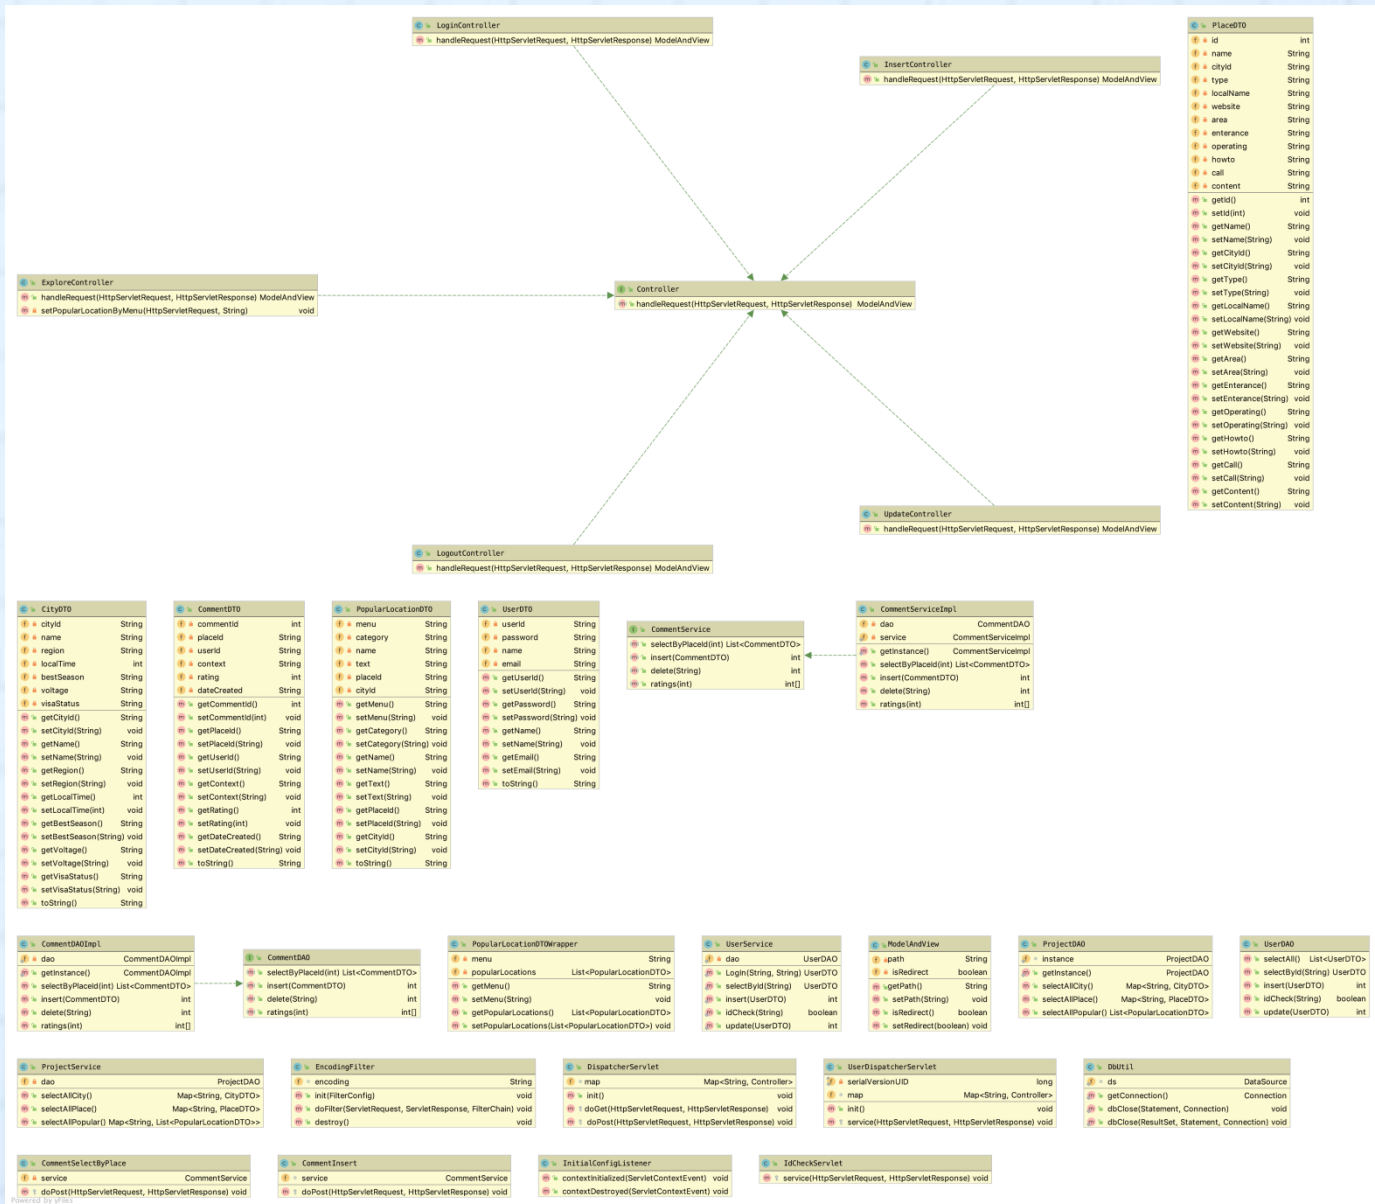 LoginController
handleRequest(HttpServletRequest, HttpServletResponse) ModelAndView
InsertController
handleRequest(HttpServletRequest, HttpServletResponse) ModelAndView
PlaceDTO
id int
name String
cityId String
type String
localName String
website String
area String
enterance String
operating String
howto String
call String
content String
getId() int
setId(int) void
getName() String
setName(String) void
getCityId() String
setCityId(String) void
getType() String
setType(String) void
getLocalName() String
setLocalName(String) void
getWebsite() String
setWebsite(String) void
getArea() String
setArea(String) void
getEnterance() String
setEnterance(String) void
getOperating() String
setOperating(String) void
getHowto() String
setHowto(String) void
getCall() String
setCall(String) void
getContent() String
setContent(String) void
ExploreController
handleRequest(HttpServletRequest, HttpServletResponse) ModelAndView
setPopularLocationByMenu(HttpServletRequest, String) void
Controller
handleRequest(HttpServletRequest, HttpServletResponse) ModelAndView
UpdateController
handleRequest(HttpServletRequest, HttpServletResponse) ModelAndView
LogoutController
handleRequest(HttpServletRequest, HttpServletResponse) ModelAndView
CityDTO
cityId String
name String
region String
localTime int
bestSeason String
voltage String
visaStatus String
getCityId() String
setCityId(String) void
getName() String
setName(String) void
getRegion() String
setRegion(String) void
getLocalTime() int
setLocalTime(int) void
getBestSeason() String
setBestSeason(String) void
getVoltage() String
setVoltage(String) void
getVisaStatus() String
setVisaStatus(String) void
toString() String
CommentDTO
commentId int
placeId String
userId String
context String
rating int
dateCreated String
getCommentId() int
setCommentId(int) void
getPlaceId() String
setPlaceId(String) void
getUserId() String
setUserId(String) void
getContext() String
setContext(String) void
getRating() int
setRating(int) void
getDateCreated() String
setDateCreated(String) void
toString() String
PopularLocationDTO
menu String
category String
name String
text String
placeId String
cityId String
getMenu() String
setMenu(String) void
getCategory() String
setCategory(String) void
getName() String
setName(String) void
getText() String
setText(String) void
getPlaceId() String
setPlaceId(String) void
getCityId() String
setCityId(String) void
toString() String
UserDTO
userId String
password String
name String
email String
getUserId() String
setUserId(String) void
getPassword() String
setPassword(String) void
getName() String
setName(String) void
getEmail() String
setEmail(String) void
toString() String
CommentService
selectByPlaceId(int) List<CommentDTO>
insert(CommentDTO) int
delete(String) int
ratings(int) int[]
CommentServiceImpl
dao CommentDAO
service CommentServiceImpl
getInstance() CommentServiceImpl
selectByPlaceId(int) List<CommentDTO>
insert(CommentDTO) int
delete(String) int
ratings(int) int[]
CommentDAOImpl
dao CommentDAOImpl
getInstance() CommentDAOImpl
selectByPlaceId(int) List<CommentDTO>
insert(CommentDTO) int
delete(String) int
ratings(int) int[]
CommentDAO
selectByPlaceId(int) List<CommentDTO>
insert(CommentDTO) int
delete(String) int
ratings(int) int[]
PopularLocationDTOWrapper
menu String
popularLocations List<PopularLocationDTO>
getMenu() String
setMenu(String) void
getPopularLocations() List<PopularLocationDTO>
setPopularLocations(List<PopularLocationDTO>) void
UserService
dao UserDAO
Login(String, String) UserDTO
selectById(String) UserDTO
insert(UserDTO) int
idCheck(String) boolean
update(UserDTO) int
ModelAndView
path String
isRedirect boolean
getPath() String
setPath(String) void
isRedirect() boolean
setRedirect(boolean) void
ProjectDAO
instance ProjectDAO
getInstance() ProjectDAO
selectAllCity() Map<String, CityDTO>
selectAllPlace() Map<String, PlaceDTO>
selectAllPopular() List<PopularLocationDTO>
UserDAO
selectAll() List<UserDTO>
selectById(String) UserDTO
insert(UserDTO) int
idCheck(String) boolean
update(UserDTO) int
ProjectService
dao ProjectDAO
selectAllCity() Map<String, CityDTO>
selectAllPlace() Map<String, PlaceDTO>
selectAllPopular() Map<String, List<PopularLocationDTO>>
EncodingFilter
encoding String
init(FilterConfig) void
doFilter(ServletRequest, ServletResponse, FilterChain) void
destroy() void
DispatcherServlet
map Map<String, Controller>
init() void
doGet(HttpServletRequest, HttpServletResponse) void
doPost(HttpServletRequest, HttpServletResponse) void
UserDispatcherServlet
serialVersionUID long
map Map<String, Controller>
init() void
service(HttpServletRequest, HttpServletResponse) void
DbUtil
ds DataSource
getConnection() Connection
dbClose(Statement, Connection) void
dbClose(ResultSet, Statement, Connection) void
CommentSelectByPlace
service CommentService
doPost(HttpServletRequest, HttpServletResponse) void
CommentInsert
service CommentService
doPost(HttpServletRequest, HttpServletResponse) void
InitialConfigListener
contextInitialized(ServletContextEvent) void
contextDestroyed(ServletContextEvent) void
IdCheckServlet
service(HttpServletRequest, HttpServletResponse) void
Powered by yFiles